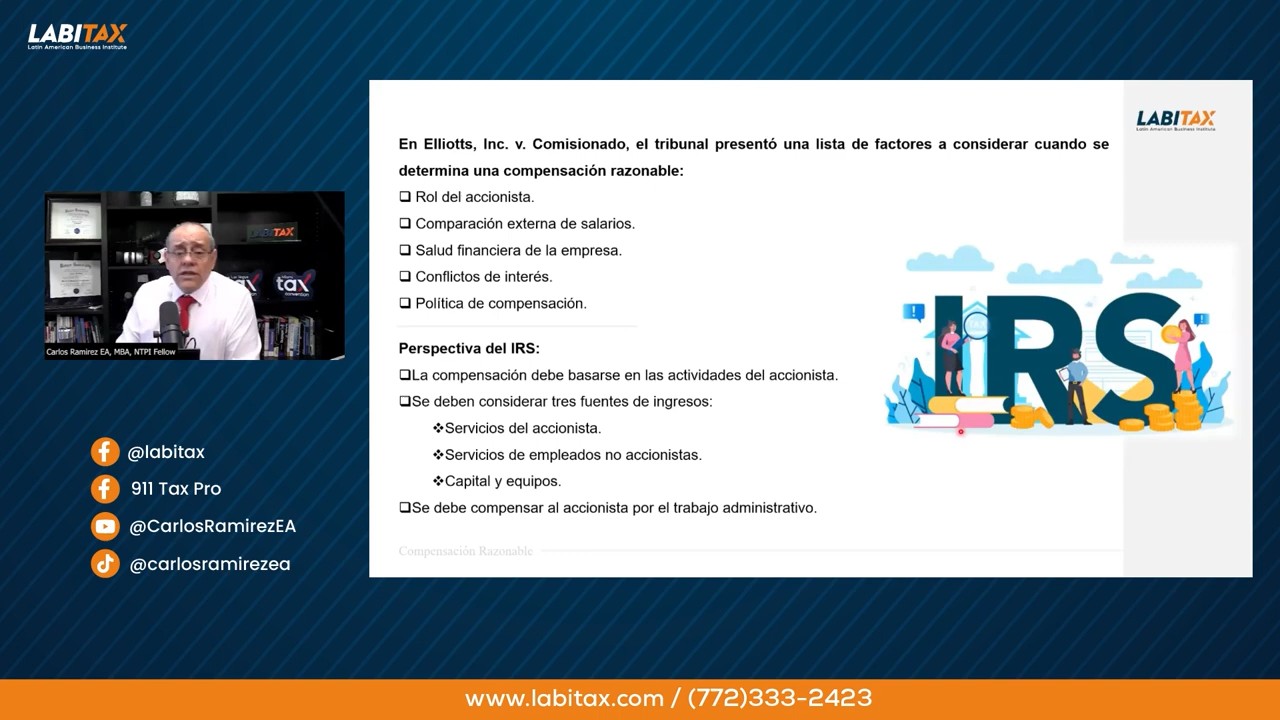 LABITAX
Latin American Business Institute
LABITAX
Latin American Business Institute
En Elliotts, Inc. v. Comisionado, el tribunal presentó una lista de factores a considerar cuando se
determina una compensación razonable:
❑ Rol del accionista.
❑ Comparación externa de salarios.
❑ Salud financiera de la empresa.
❑ Conflictos de interés.
❑ Política de compensación.
Perspectiva del IRS:
❑La compensación debe basarse en las actividades del accionista.
❑Se deben considerar tres fuentes de ingresos:
❖Servicios del accionista.
❖Servicios de empleados no accionistas.
❖Capital y equipos.
❑Se debe compensar al accionista por el trabajo administrativo.
Compensación Razonable
IRS
TAX
LABITAX
tax
Carlos Ramirez EA, MBA, NTPI Fellow
@labitax
911 Tax Pro
@CarlosRamirezEA
@carlosramirezea
www.labitax.com / (772)333-2423